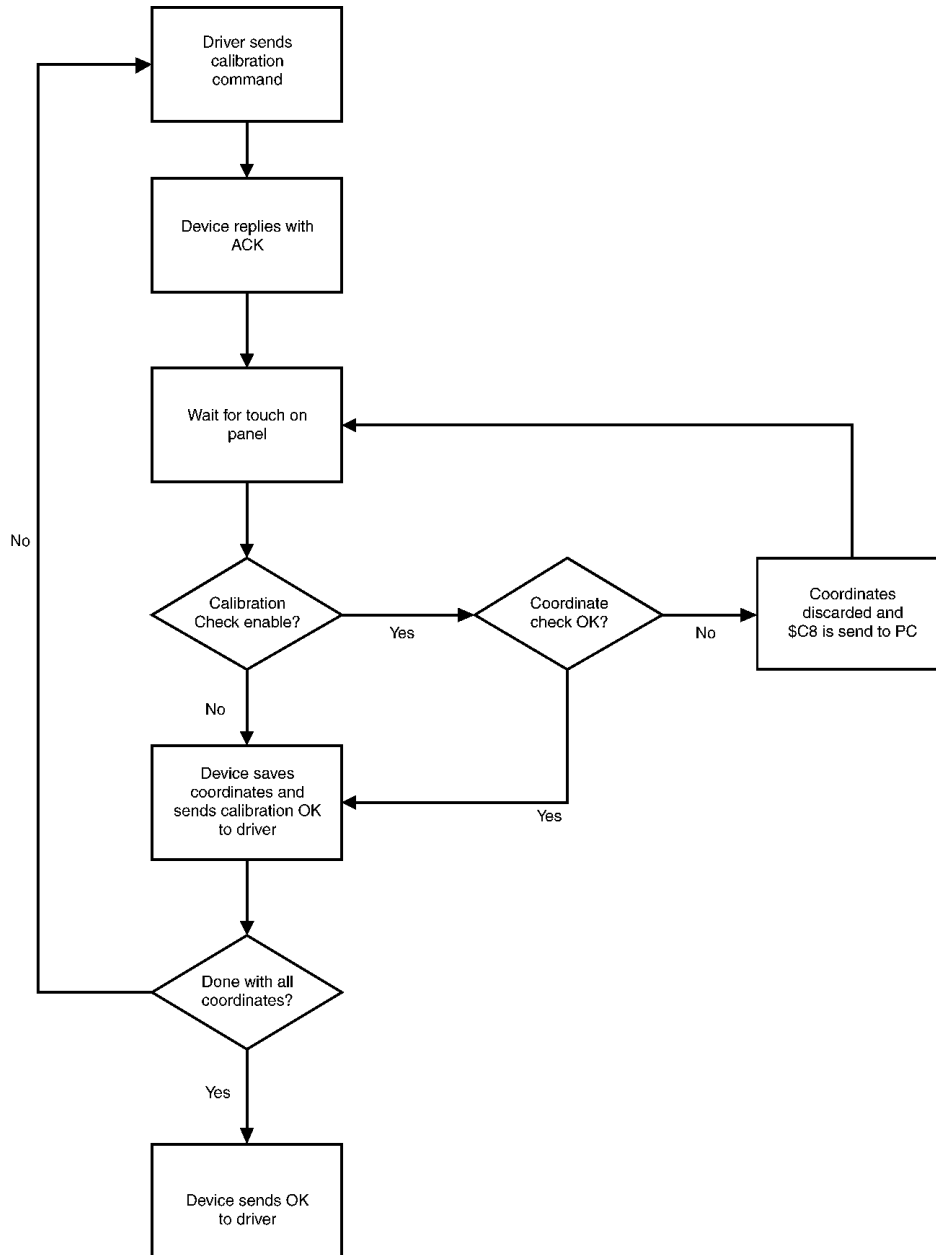 Driver sends
calibration
command
Device replies with
ACK
Wait for touch on
panel
No
Calibration
Check enable?
Yes
Coordinate
check OK?
No
Coordinates
discarded and
$C8 is send to PC
No
Device saves
coordinates and
sends calibration OK
to driver
Yes
Done with all
coordinates?
Yes
Device sends OK
to driver